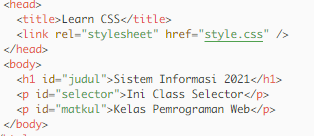 <head>
<title>Learn CSS</title>
<link rel="stylesheet" href="style.css" />
</head>
<body>
<h1 id="judul">Sistem Informasi 2021</h1>
<p id="selector">Ini Class Selector</p>
<p id="matkul">Kelas Pemrograman Web</p>
</body>